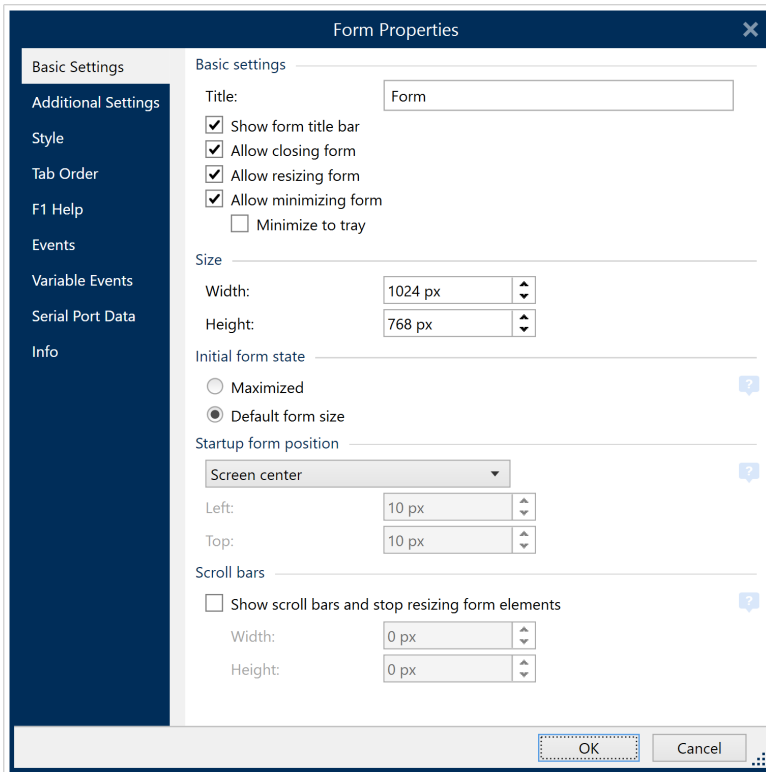 Form Properties
Basic Settings
Additional Settings
Style
Tab Order
F1 Help
Events
Variable Events
Serial Port Data
Info
Basic settings
Title: Form
Show form title bar
Allow closing form
Allow resizing form
Allow minimizing form
Minimize to tray
Size
Width: 1024 px
Height: 768 px
Initial form state
Maximized
?
Default form size
Startup form position
Screen center
?
Left: 10 px
Top: 10 px
Scroll bars
Show scroll bars and stop resizing form elements
?
Width: 0 px
Height: 0 px
OK Cancel